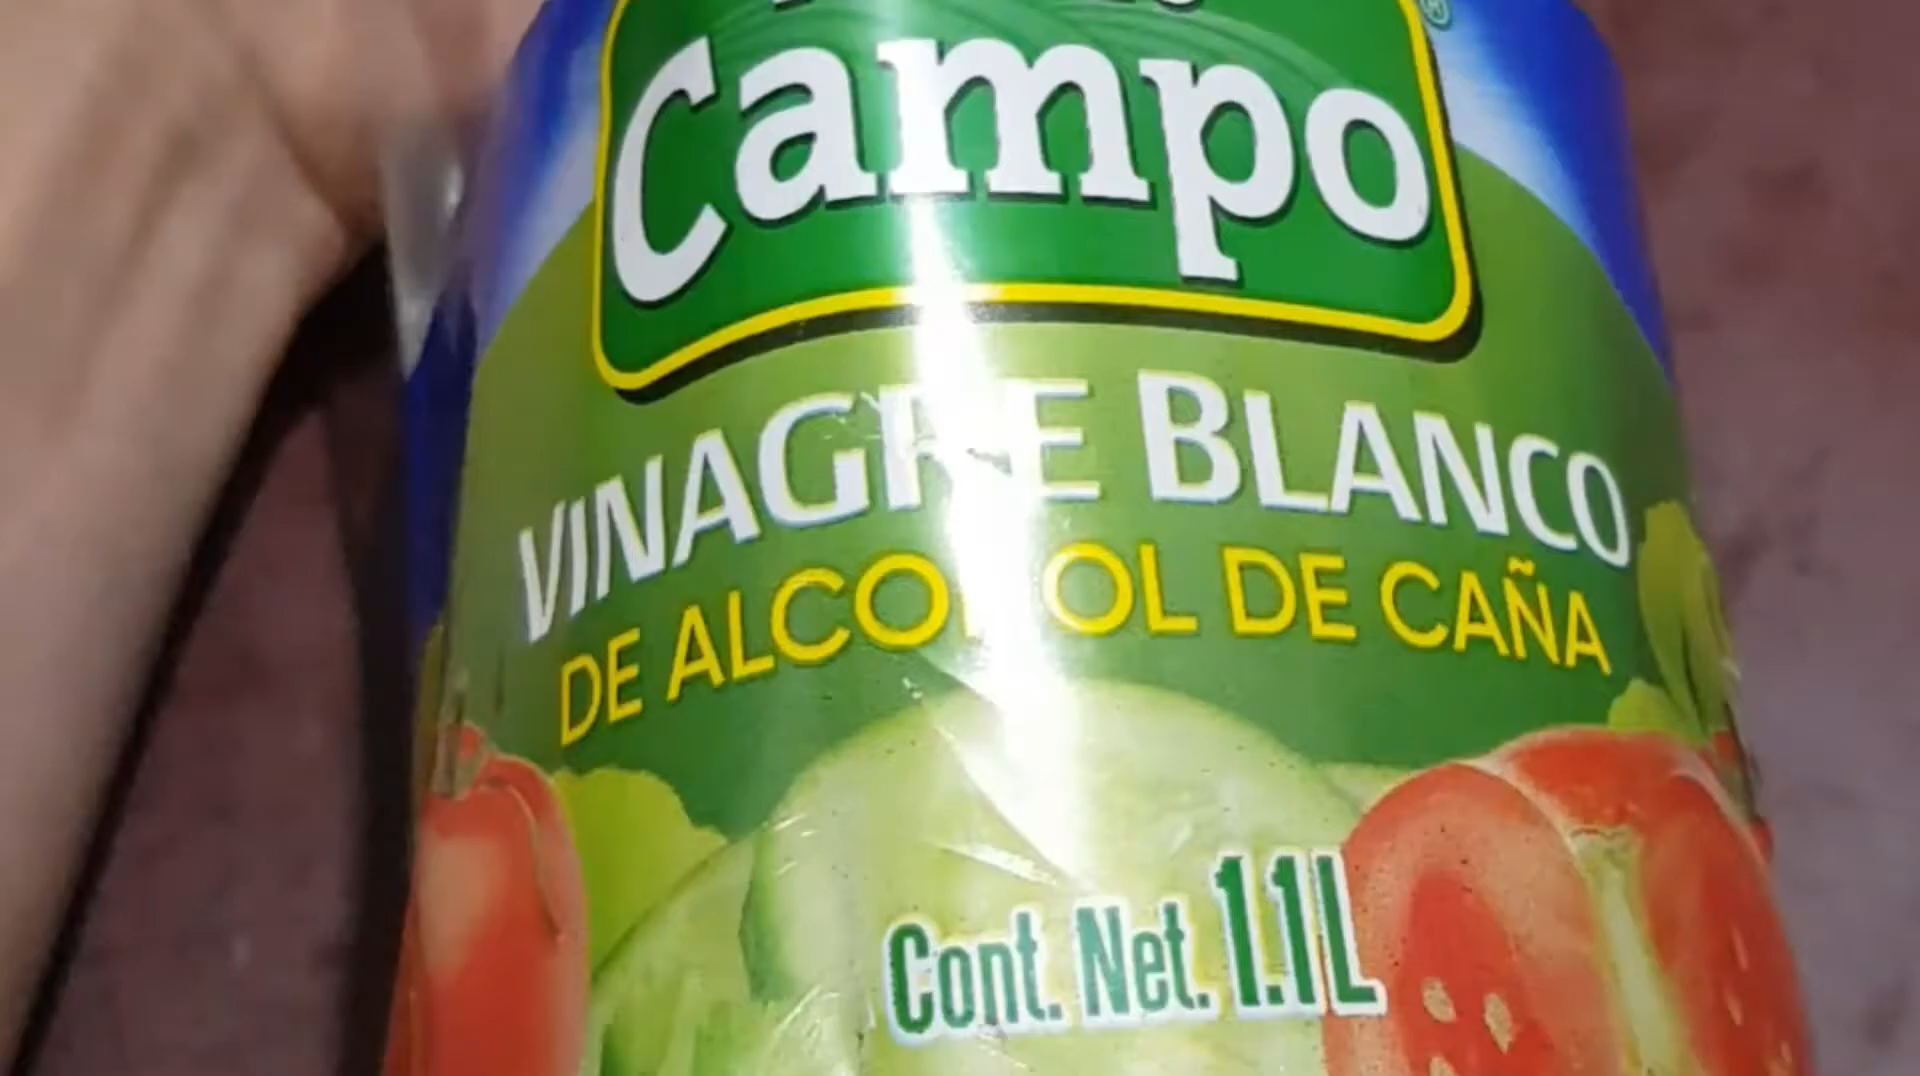 Campo
®
VINAGRE BLANCO
DE ALCOHOL DE CAÑA
Cont. Net. 1.1L